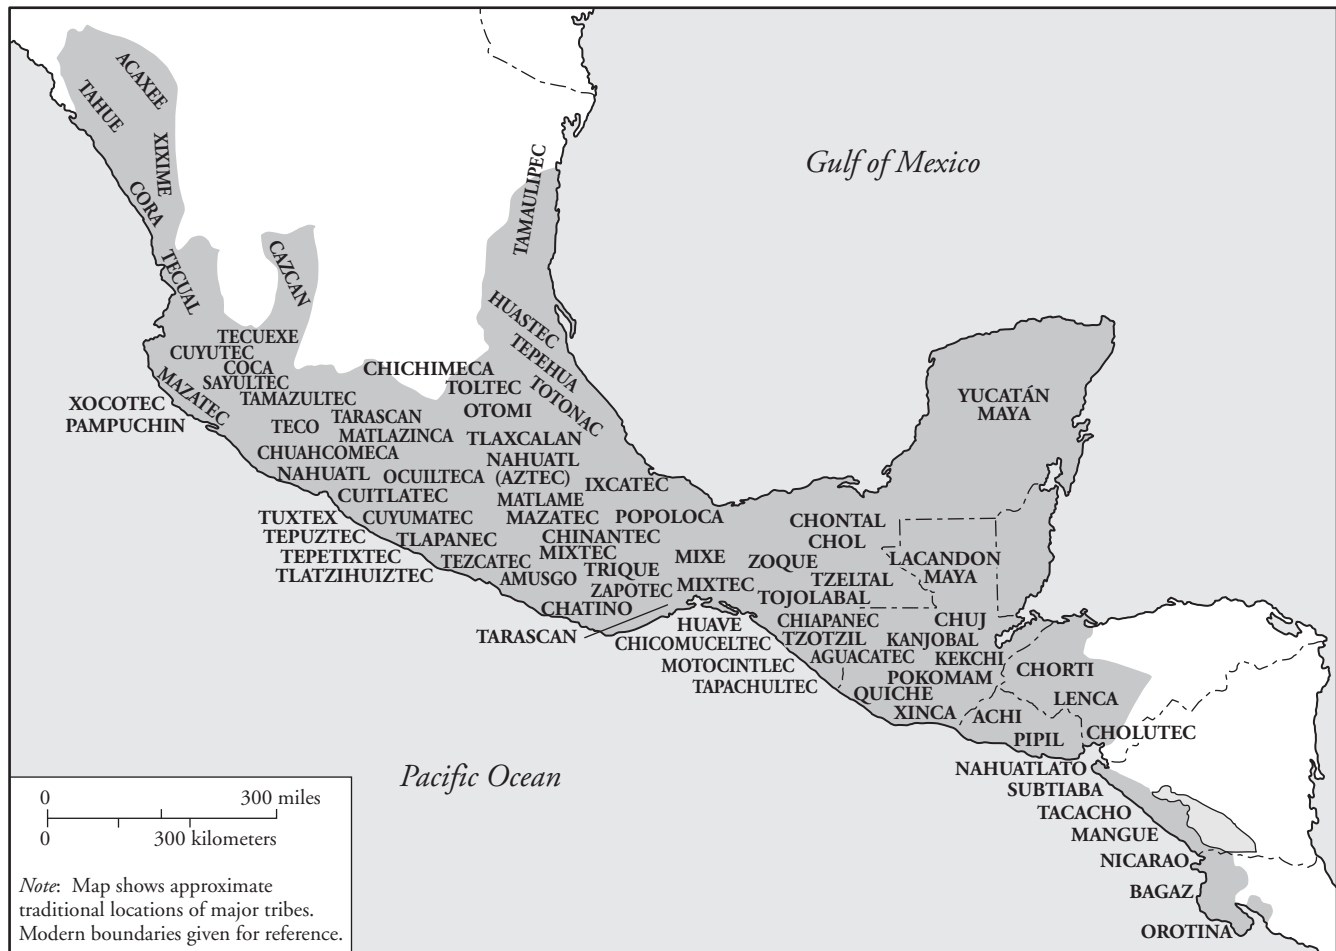 ACAXEE
TAHUE
XIXIME
CORA
TECUAL
CAZCAN
TAMAULIPEC
Gulf of Mexico
HUASTEC
TEPEHUA
TOTONAC
TECUEXE
CUYUTEC
COCA
SAYULTEC
MAZATEC
TAMAZULTEC
XOCOTEC
PAMPUCHIN
CHICHIMECA
TOLTEC
OTOMI
TARASCAN
TECO
MATLAZINCA
TLAXCALAN
CHUAHCOMECA
NAHUATL
(AZTEC)
NAHUATL
OCUILTECA
IXCATEC
CUITLATEC
MATLAME
TUXTEX
CUYUMATEC
MAZATEC
POPOLOCA
TEPUZTEC
TLAPANEC
CHINANTEC
TEPETIXTEC
TEZCATEC
MIXTEC
MIXE
TLATZIHUIZTEC
AMUSGO
TRIQUE
ZAPOTEC
MIXTEC
CHATINO
TARASCAN
YUCATÁN
MAYA
CHONTAL
CHOL
LACANDON
MAYA
ZOQUE
TZELTAL
TOJOLABAL
HUAVE
CHIAPANEC
CHUJ
CHICOMUCELTEC
TZOTZIL
KANJOBAL
MOTOCINTLEC
AGUACATEC
KEKCHI
CHORTI
TAPACHULTEC
POKOMAM
QUICHE
LENCA
XINCA
ACHI
PIPIL
CHOLUTEC
NAHUATLATO
SUBTIABA
TACACHO
MANGUE
NICARAO
BAGAZ
OROTINA
Pacific Ocean
0 300 miles
0 300 kilometers
Note: Map shows approximate
traditional locations of major tribes.
Modern boundaries given for reference.